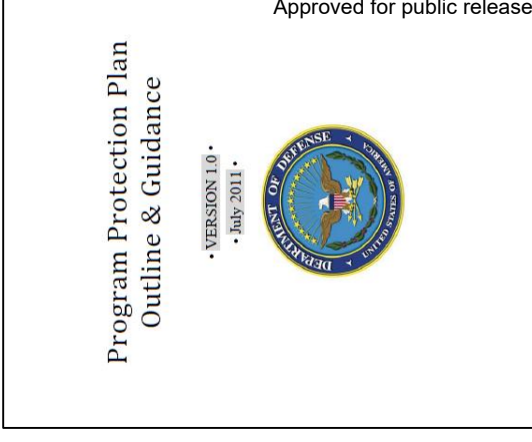 Approved for public release
Program Protection Plan
Outline & Guidance
• VERSION 1.0 •
• July 2011 •
DEPARTMENT OF DEFENSE
UNITED STATES OF AMERICA